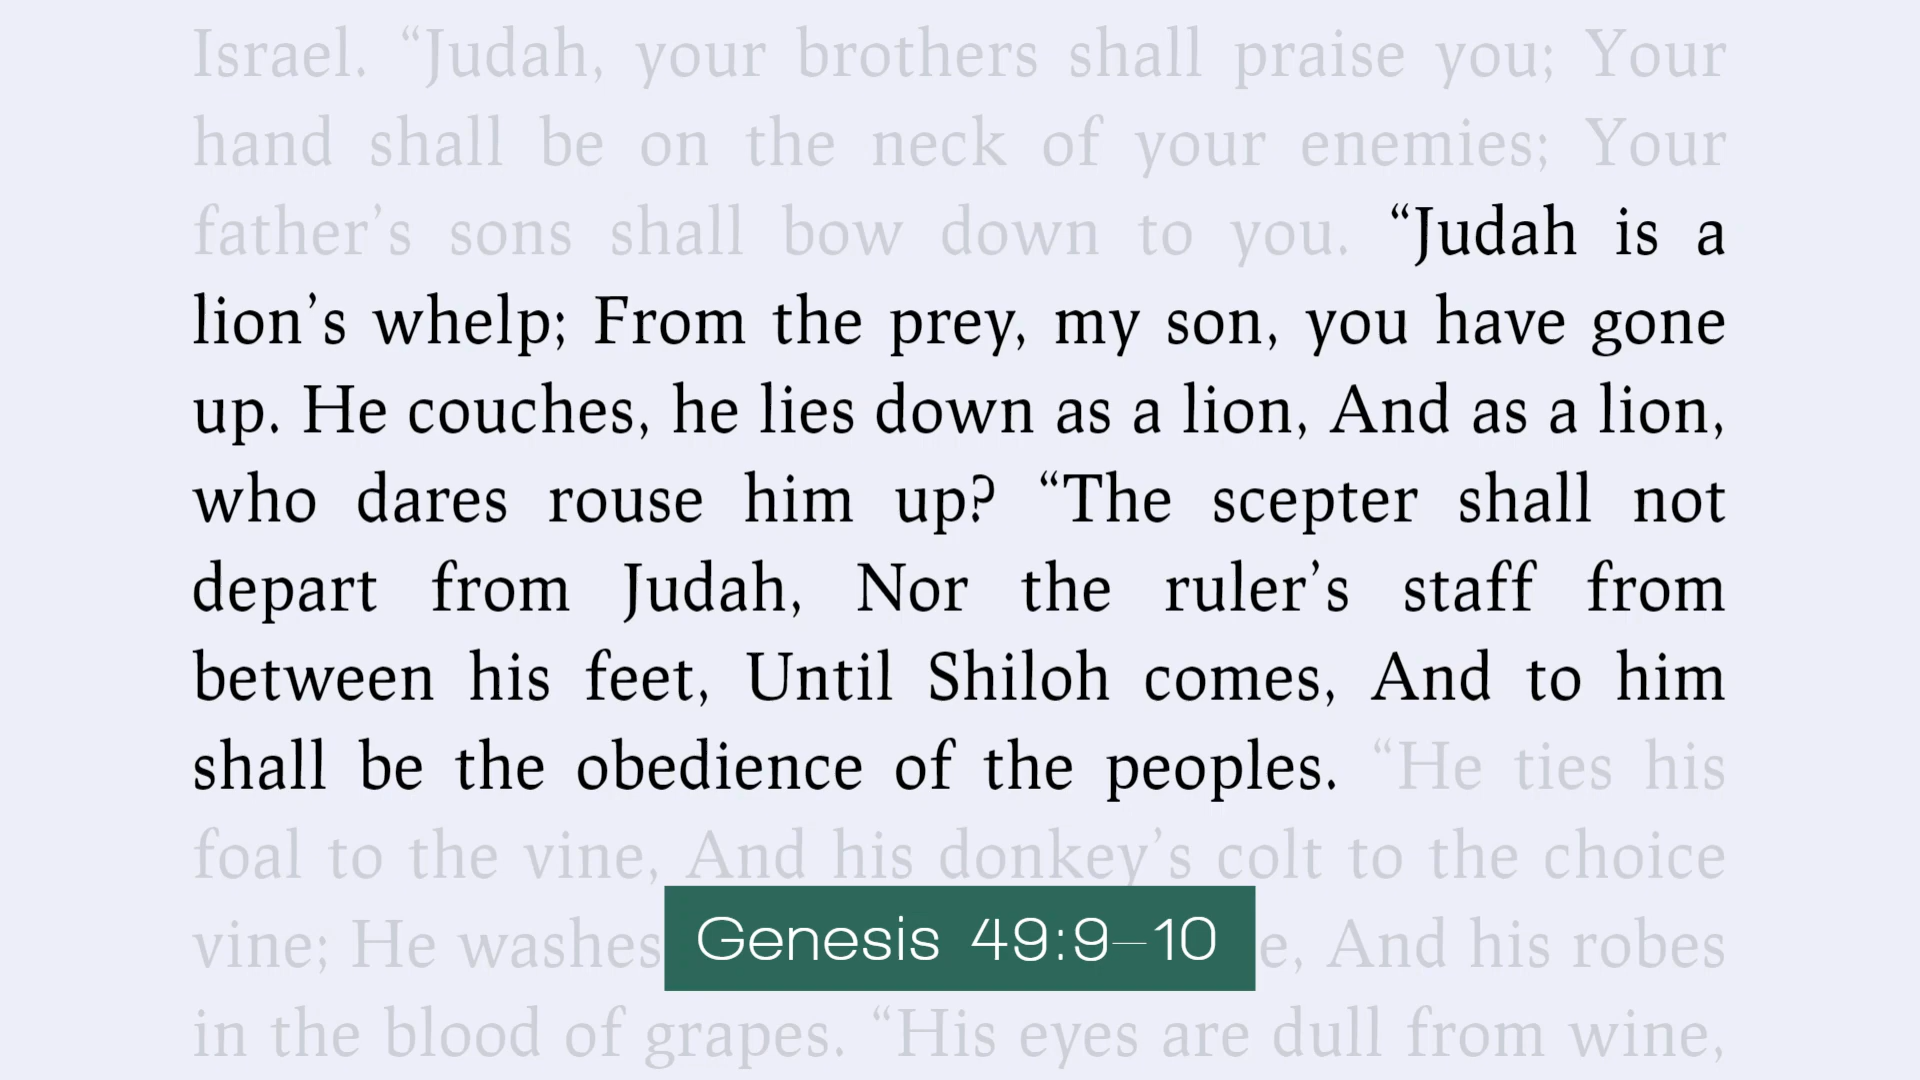 Israel. “Judah, your brothers shall praise you; Your
hand shall be on the neck of your enemies; Your
father’s sons shall bow down to you. “Judah is a
lion’s whelp; From the prey, my son, you have gone
up. He couches, he lies down as a lion, And as a lion,
who dares rouse him up? “The scepter shall not
depart from Judah, Nor the ruler’s staff from
between his feet, Until Shiloh comes, And to him
shall be the obedience of the peoples. “He ties his
foal to the vine, And his donkey’s colt to the choice
vine; He washes e, And his robes
Genesis 49:9–10
in the blood of grapes. “His eyes are dull from wine,